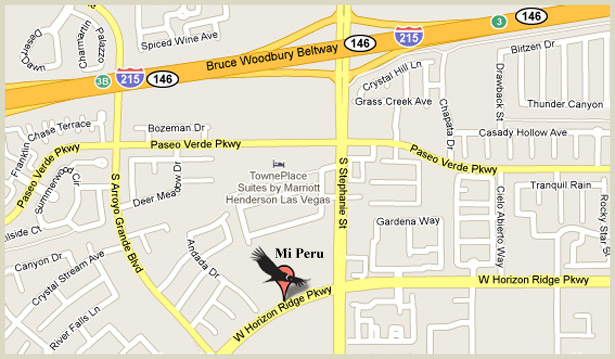 3
146
Desert
Dawn
Charmartin
Palazzo
Spiced Wine Ave
Bruce Woodbury Beltway
146
215
Blitzen Dr
3B
215
146
Crystal Hill Ln
Grass Creek Ave
Chapata Dr
Drawback St
Thunder Canyon
Franklin
Chase Terrace
Bozeman Dr
Paseo Verde Pkwy
Casady Hollow Ave
Paseo Verde Pkwy
Paseo Verde Pkwy
Summerwood
Cir
Deer Meadow Dr
TownePlace
Suites by Marriott
Henderson Las Vegas
S Stephanie St
S Arroyo Grande Blvd
Tranquil Rain
Cielo Abierto Way
Rocky Star St
Gardena Way
olside Ct
Canyon Dr
Crystal Stream Ave
Andada Dr
Mi Peru
W Horizon Ridge Pkwy
W Horizon Ridge Pkwy
River Falls Ln